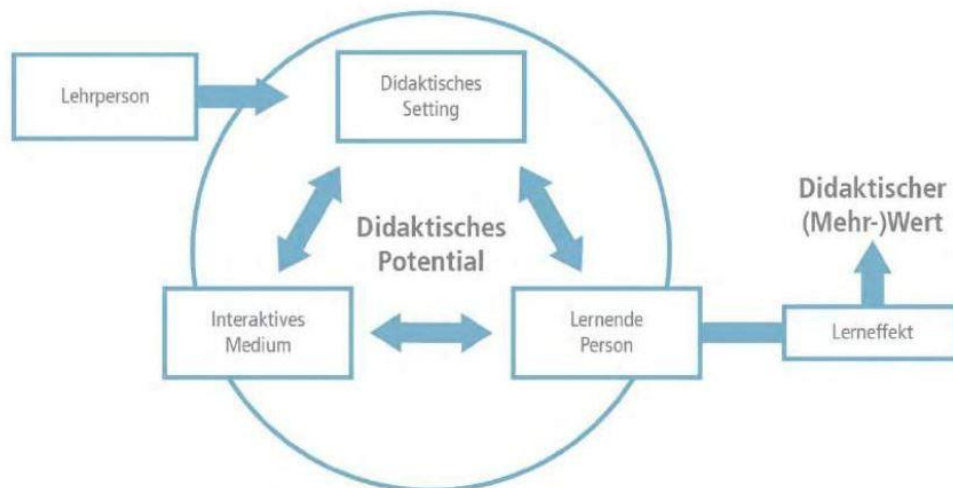 Lehrperson
Didaktisches
Setting
Didaktischer
(Mehr-)Wert
Didaktisches
Potential
Interaktives
Medium
Lernende
Person
Lerneffekt